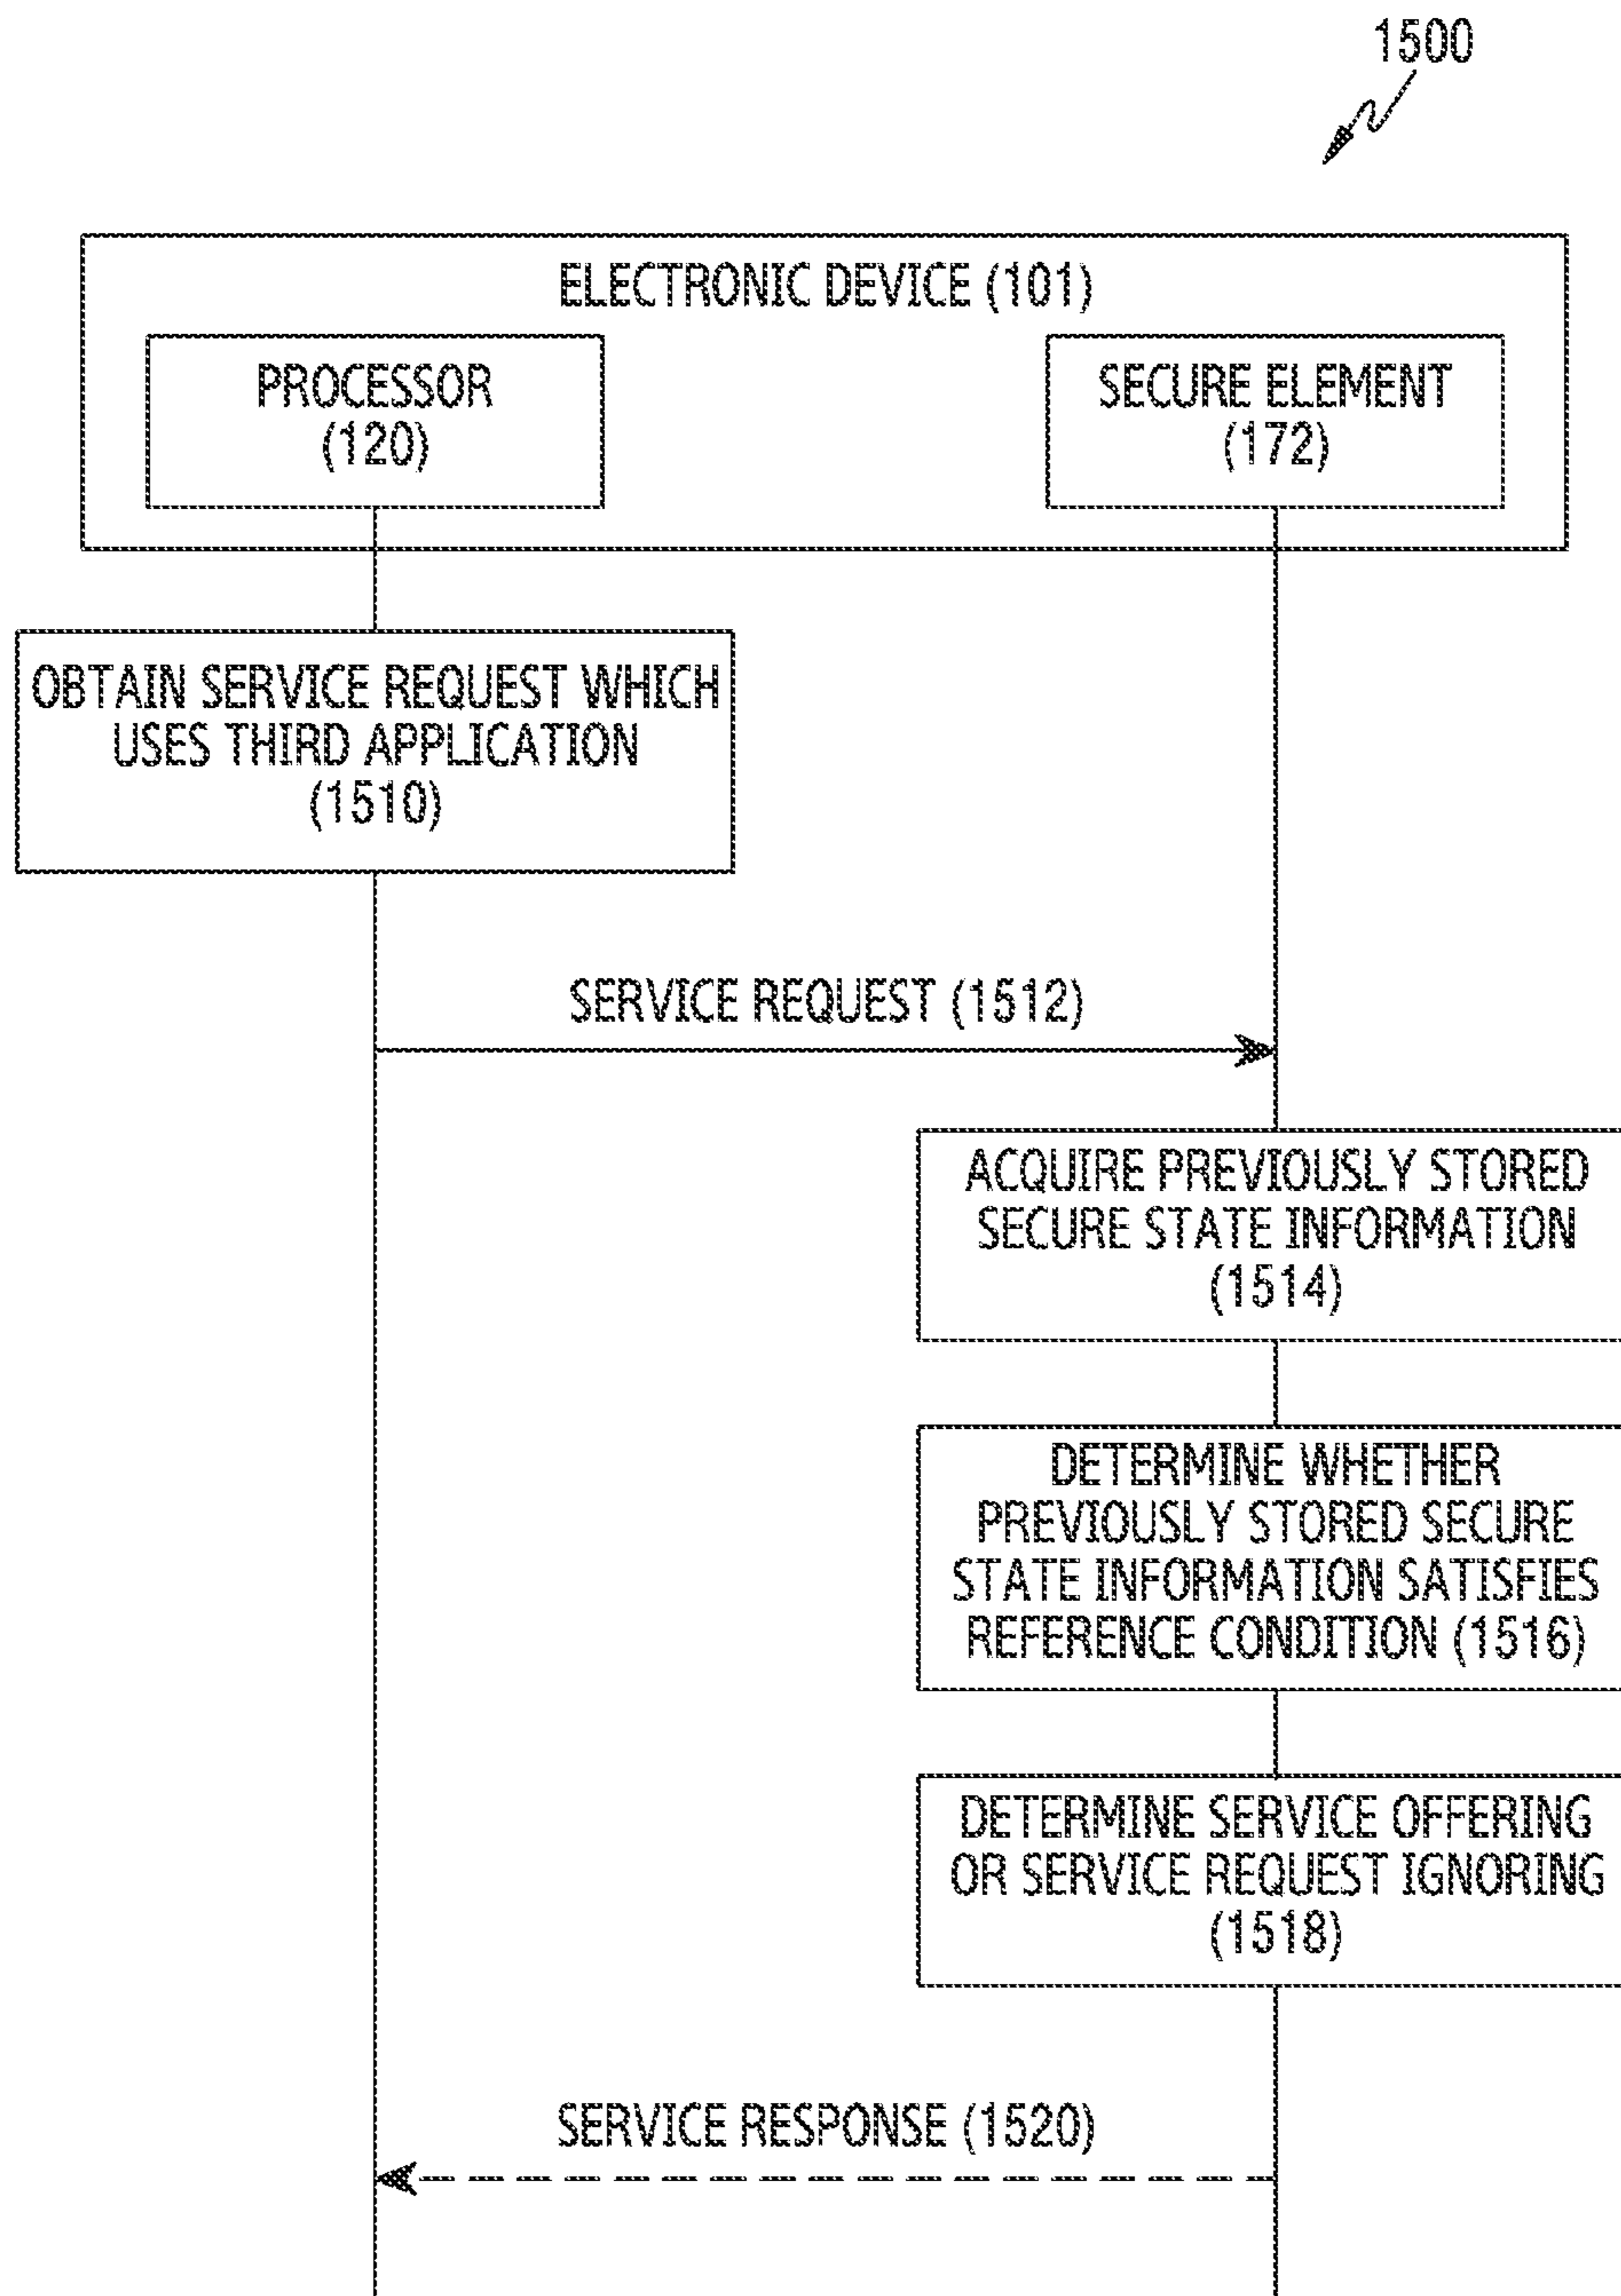 1500
ELECTRONIC DEVICE (101)
PROCESSOR
(120)
SECURE ELEMENT
(172)
OBTAIN SERVICE REQUEST WHICH
USES THIRD APPLICATION
(1510)
SERVICE REQUEST (1512)
ACQUIRE PREVIOUSLY STORED
SECURE STATE INFORMATION
(1514)
DETERMINE WHETHER
PREVIOUSLY STORED SECURE
STATE INFORMATION SATISFIES
REFERENCE CONDITION (1516)
DETERMINE SERVICE OFFERING
OR SERVICE REQUEST IGNORING
(1518)
SERVICE RESPONSE (1520)